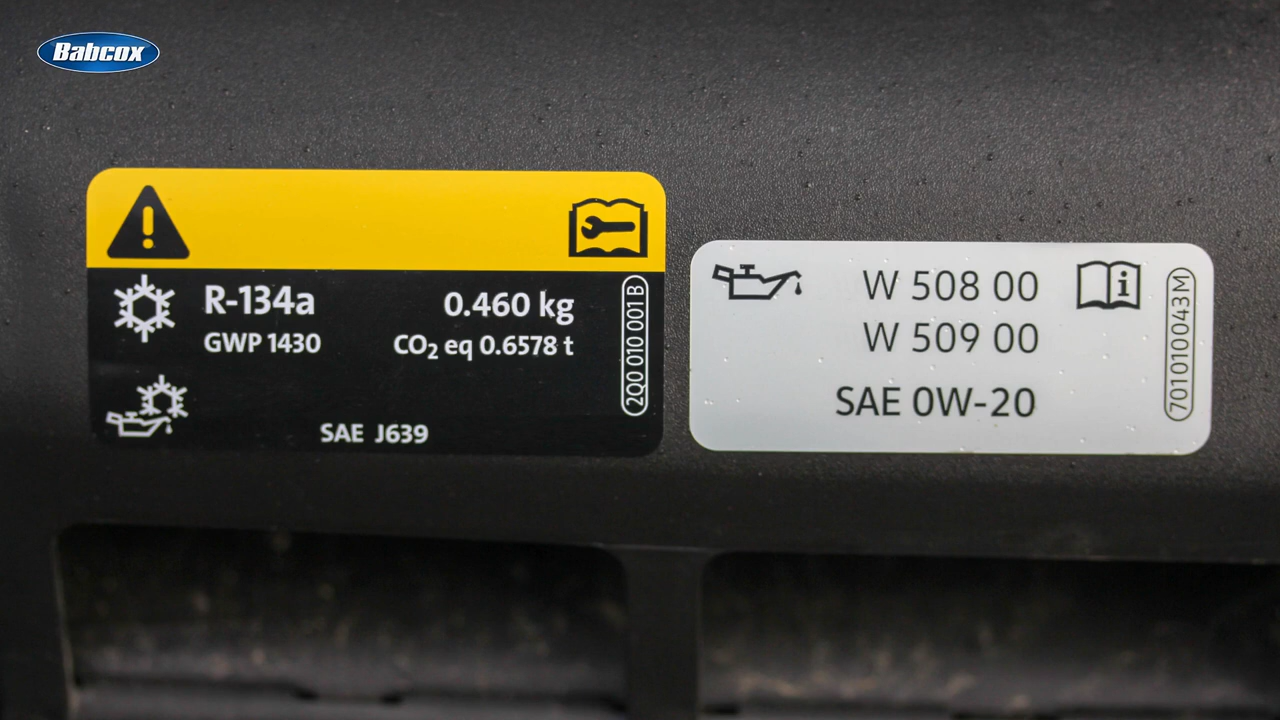 Babcox
R-134a 0.460 kg
GWP 1430 CO₂ eq 0.6578 t
SAE J639
2Q0 010 001 B
W 508 00
W 509 00
SAE 0W-20
7010100043M